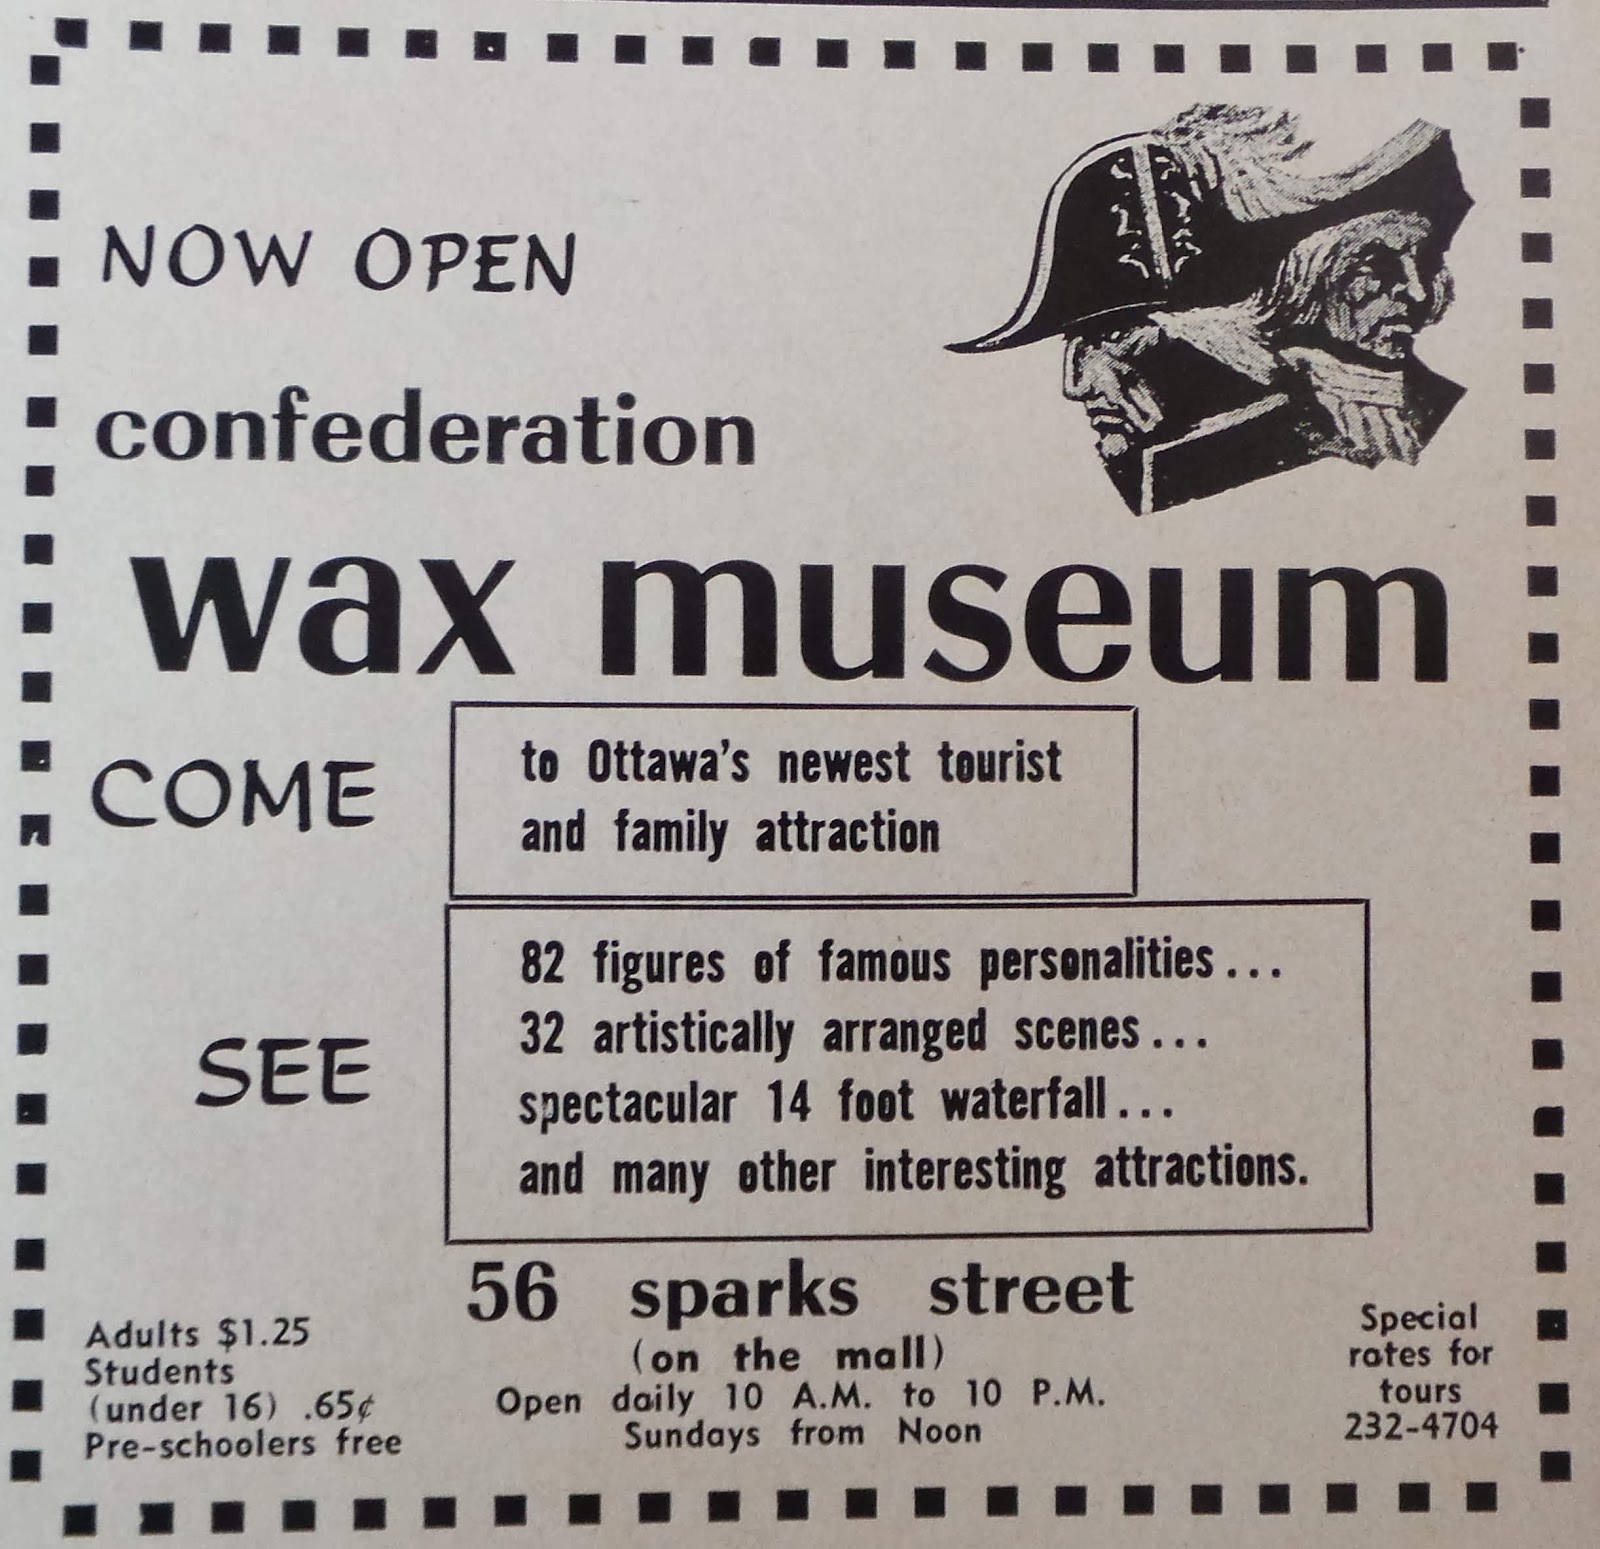 NOW OPEN
confederation
wax museum
COME
to Ottawa's newest tourist
and family attraction
SEE
82 figures of famous personalities...
32 artistically arranged scenes...
spectacular 14 foot waterfall...
and many other interesting attractions.
56 sparks street
(on the mall)
Open daily 10 A.M. to 10 P.M.
Sundays from Noon
Adults $1.25
Students
(under 16) .65¢
Pre-schoolers free
Special
rates for
tours
232-4704